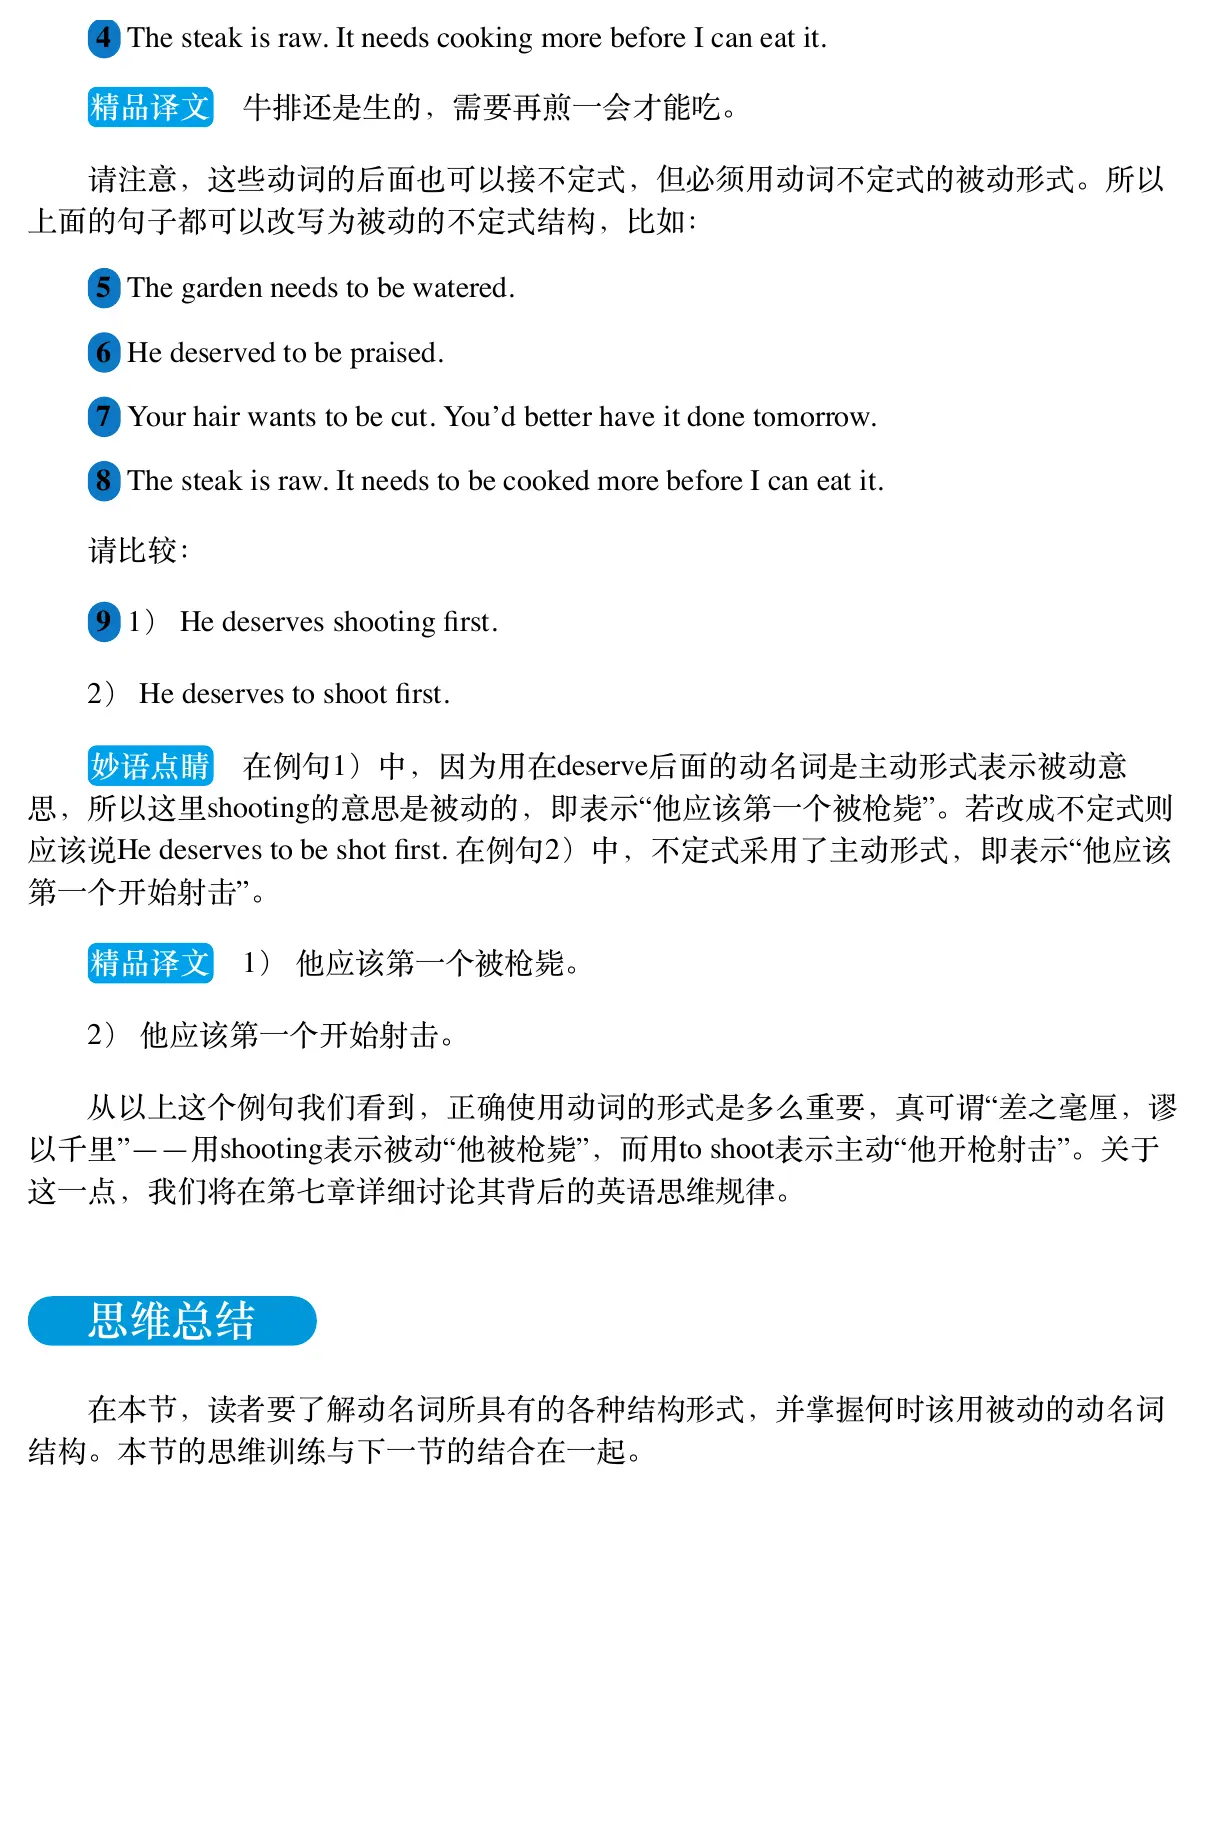 4 The steak is raw. It needs cooking more before I can eat it.
精品译文 牛排还是生的，需要再煎一会才能吃。
请注意，这些动词的后面也可以接不定式，但必须用动词不定式的被动形式。所以
上面的句子都可以改写为被动的不定式结构，比如：
5 The garden needs to be watered.
6 He deserved to be praised.
7 Your hair wants to be cut. You’d better have it done tomorrow.
8 The steak is raw. It needs to be cooked more before I can eat it.
请比较：
9 1） He deserves shooting first.
2） He deserves to shoot first.
妙语点睛 在例句1）中，因为用在deserve后面的动名词是主动形式表示被动意
思，所以这里shooting的意思是被动的，即表示“他应该第一个被枪毙”。若改成不定式则
应该说He deserves to be shot first. 在例句2）中，不定式采用了主动形式，即表示“他应该
第一个开始射击”。
精品译文 1） 他应该第一个被枪毙。
2） 他应该第一个开始射击。
从以上这个例句我们看到，正确使用动词的形式是多么重要，真可谓“差之毫厘，谬
以千里”——用shooting表示被动“他被枪毙”，而用to shoot表示主动“他开枪射击”。关于
这一点，我们将在第七章详细讨论其背后的英语思维规律。
思维总结
在本节，读者要了解动名词所具有的各种结构形式，并掌握何时该用被动的动名词
结构。本节的思维训练与下一节的结合在一起。